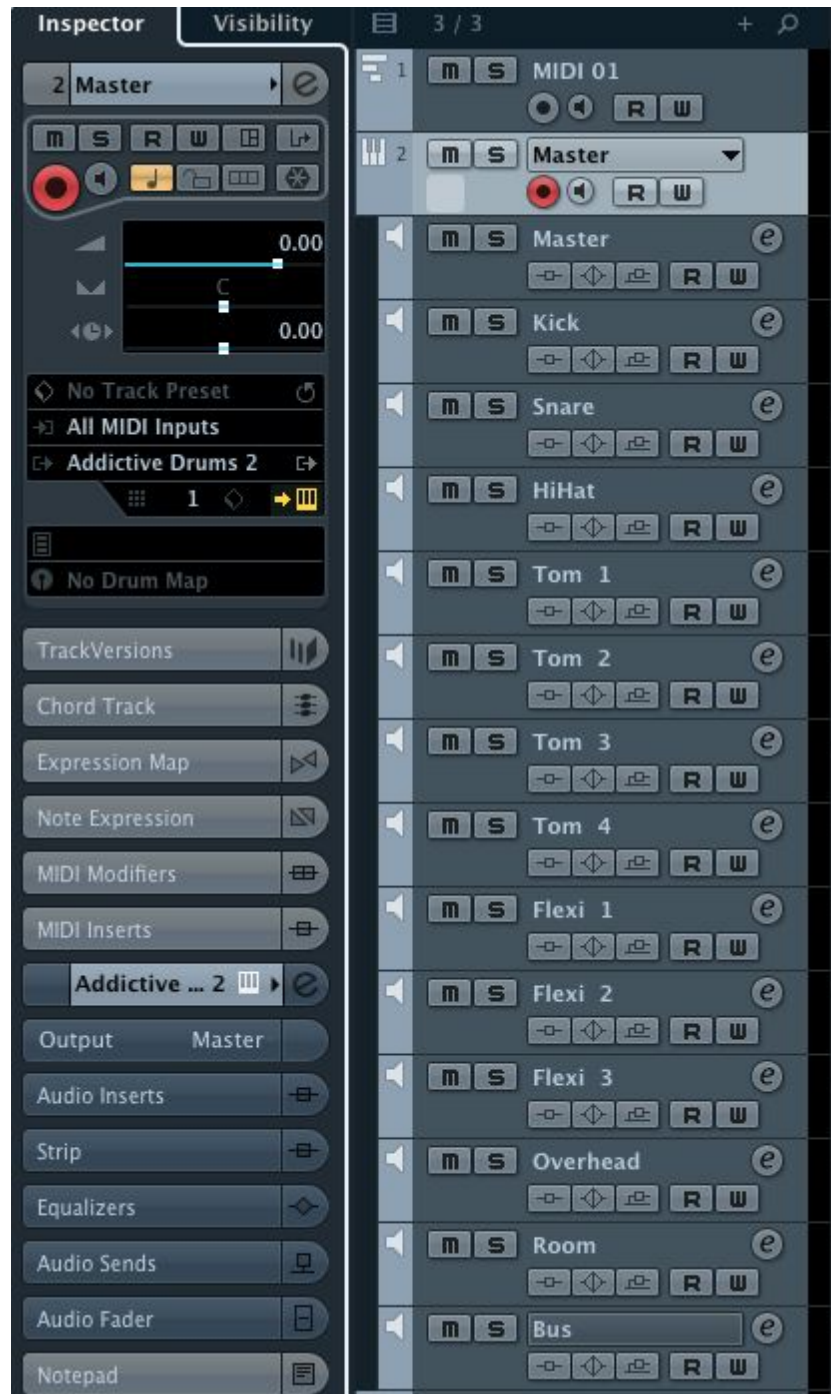 Inspector
Visibility
2 Master e
m S R W
0.00
C
0.00
No Track Preset
All MIDI Inputs
Addictive Drums 2
1
No Drum Map
TrackVersions
Chord Track
Expression Map
Note Expression
MIDI Modifiers
MIDI Inserts
Addictive ... 2 e
Output Master
Audio Inserts
Strip
Equalizers
Audio Sends
Audio Fader
Notepad
3 / 3 +
1 m S MIDI 01
R W
2 m S Master
R W
m S Master e
R W
m S Kick e
R W
m S Snare e
R W
m S HiHat e
R W
m S Tom 1 e
R W
m S Tom 2 e
R W
m S Tom 3 e
R W
m S Tom 4 e
R W
m S Flexi 1 e
R W
m S Flexi 2 e
R W
m S Flexi 3 e
R W
m S Overhead e
R W
m S Room e
R W
m S Bus e
R W